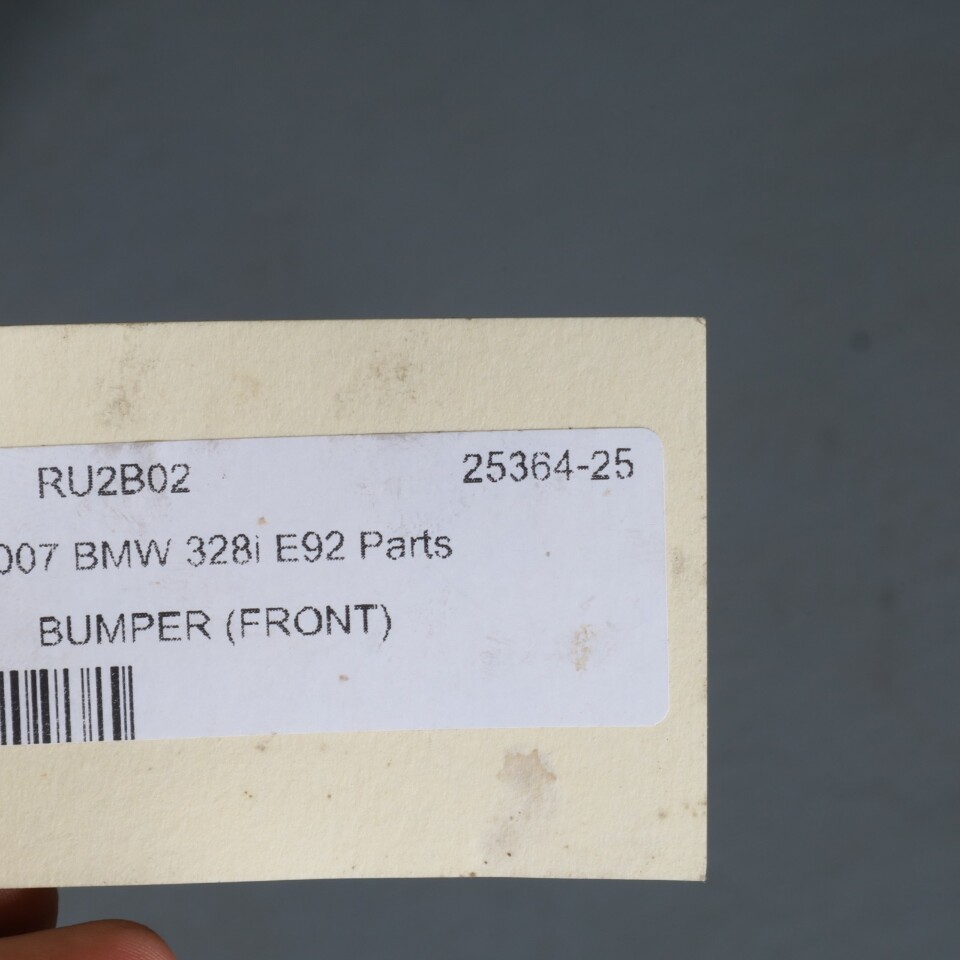 RU2B02 25364-25
007 BMW 328i E92 Parts
BUMPER (FRONT)